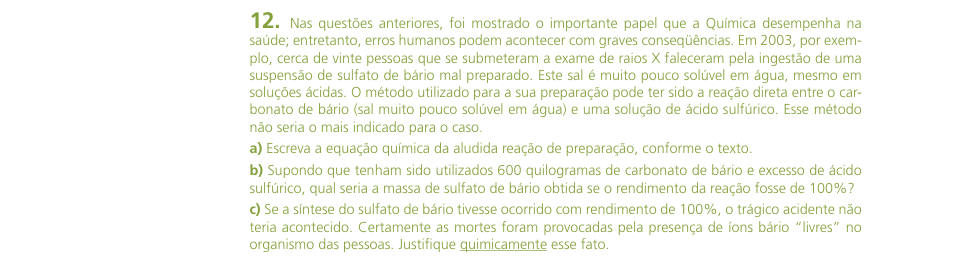 12. Nas questões anteriores, foi mostrado o importante papel que a Química desempenha na
saúde; entretanto, erros humanos podem acontecer com graves conseqüências. Em 2003, por exem-
plo, cerca de vinte pessoas que se submeteram a exame de raios X faleceram pela ingestão de uma
suspensão de sulfato de bário mal preparado. Este sal é muito pouco solúvel em água, mesmo em
soluções ácidas. O método utilizado para a sua preparação pode ter sido a reação direta entre o car-
bonato de bário (sal muito pouco solúvel em água) e uma solução de ácido sulfúrico. Esse método
não seria o mais indicado para o caso.
a) Escreva a equação química da aludida reação de preparação, conforme o texto.
b) Supondo que tenham sido utilizados 600 quilogramas de carbonato de bário e excesso de ácido
sulfúrico, qual seria a massa de sulfato de bário obtida se o rendimento da reação fosse de 100%?
c) Se a síntese do sulfato de bário tivesse ocorrido com rendimento de 100%, o trágico acidente não
teria acontecido. Certamente as mortes foram provocadas pela presença de íons bário “livres” no
organismo das pessoas. Justifique quimicamente esse fato.